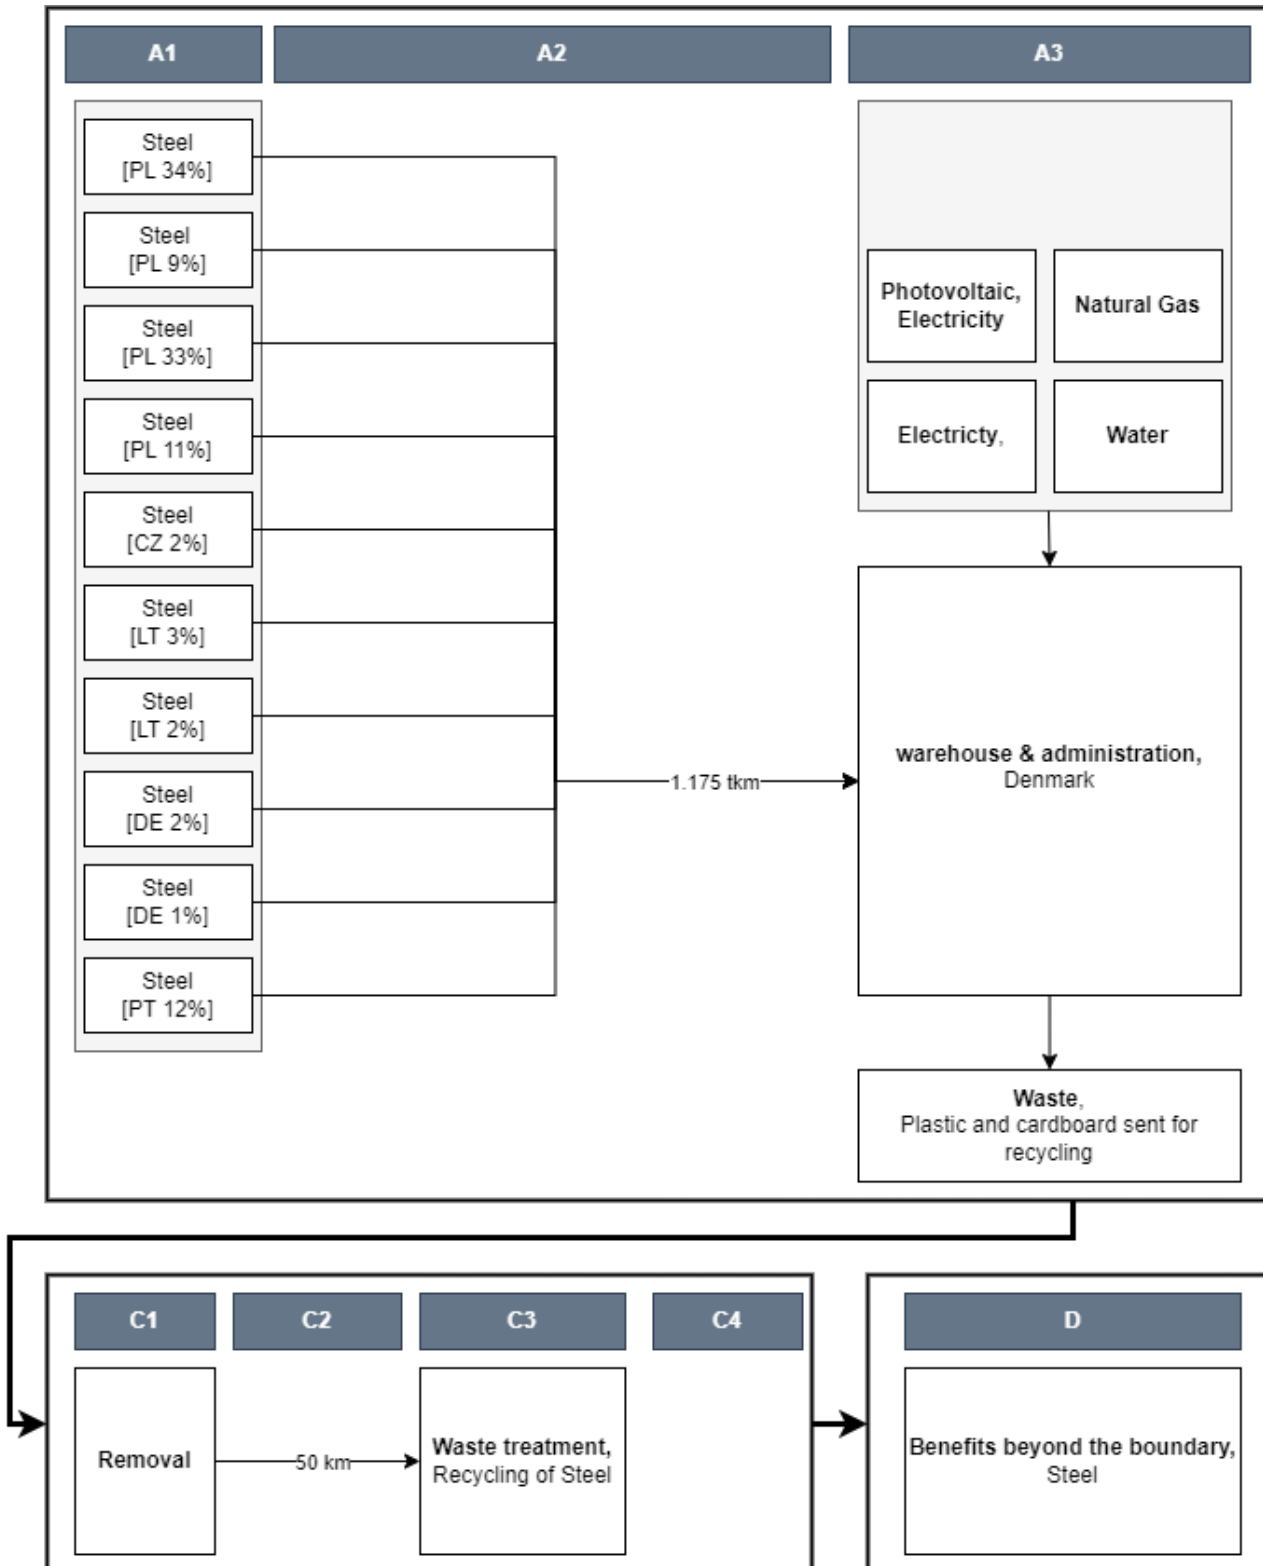 A1
A2
A3
Steel
[PL 34%]
Steel
[PL 9%]
Steel
[PL 33%]
Steel
[PL 11%]
Steel
[CZ 2%]
Steel
[LT 3%]
Steel
[LT 2%]
Steel
[DE 2%]
Steel
[DE 1%]
Steel
[PT 12%]
1.175 tkm
Photovoltaic,
Electricity
Natural Gas
Electricty,
Water
warehouse & administration,
Denmark
Waste,
Plastic and cardboard sent for
recycling
C1
C2
C3
C4
D
Removal
50 km
Waste treatment,
Recycling of Steel
Benefits beyond the boundary,
Steel